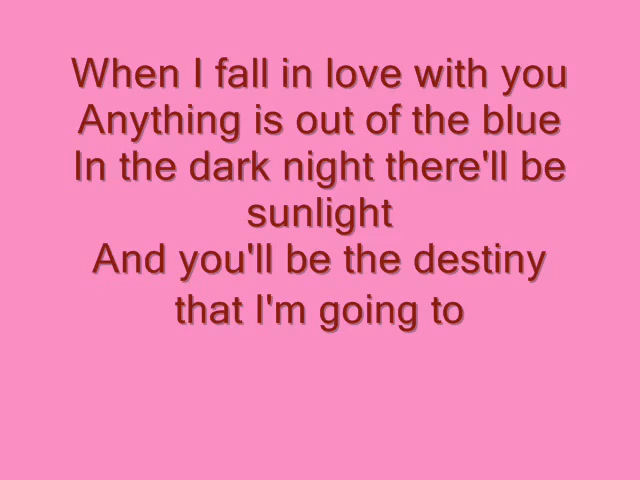 When I fall in love with you
Anything is out of the blue
In the dark night there'll be
sunlight
And you'll be the destiny
that I'm going to